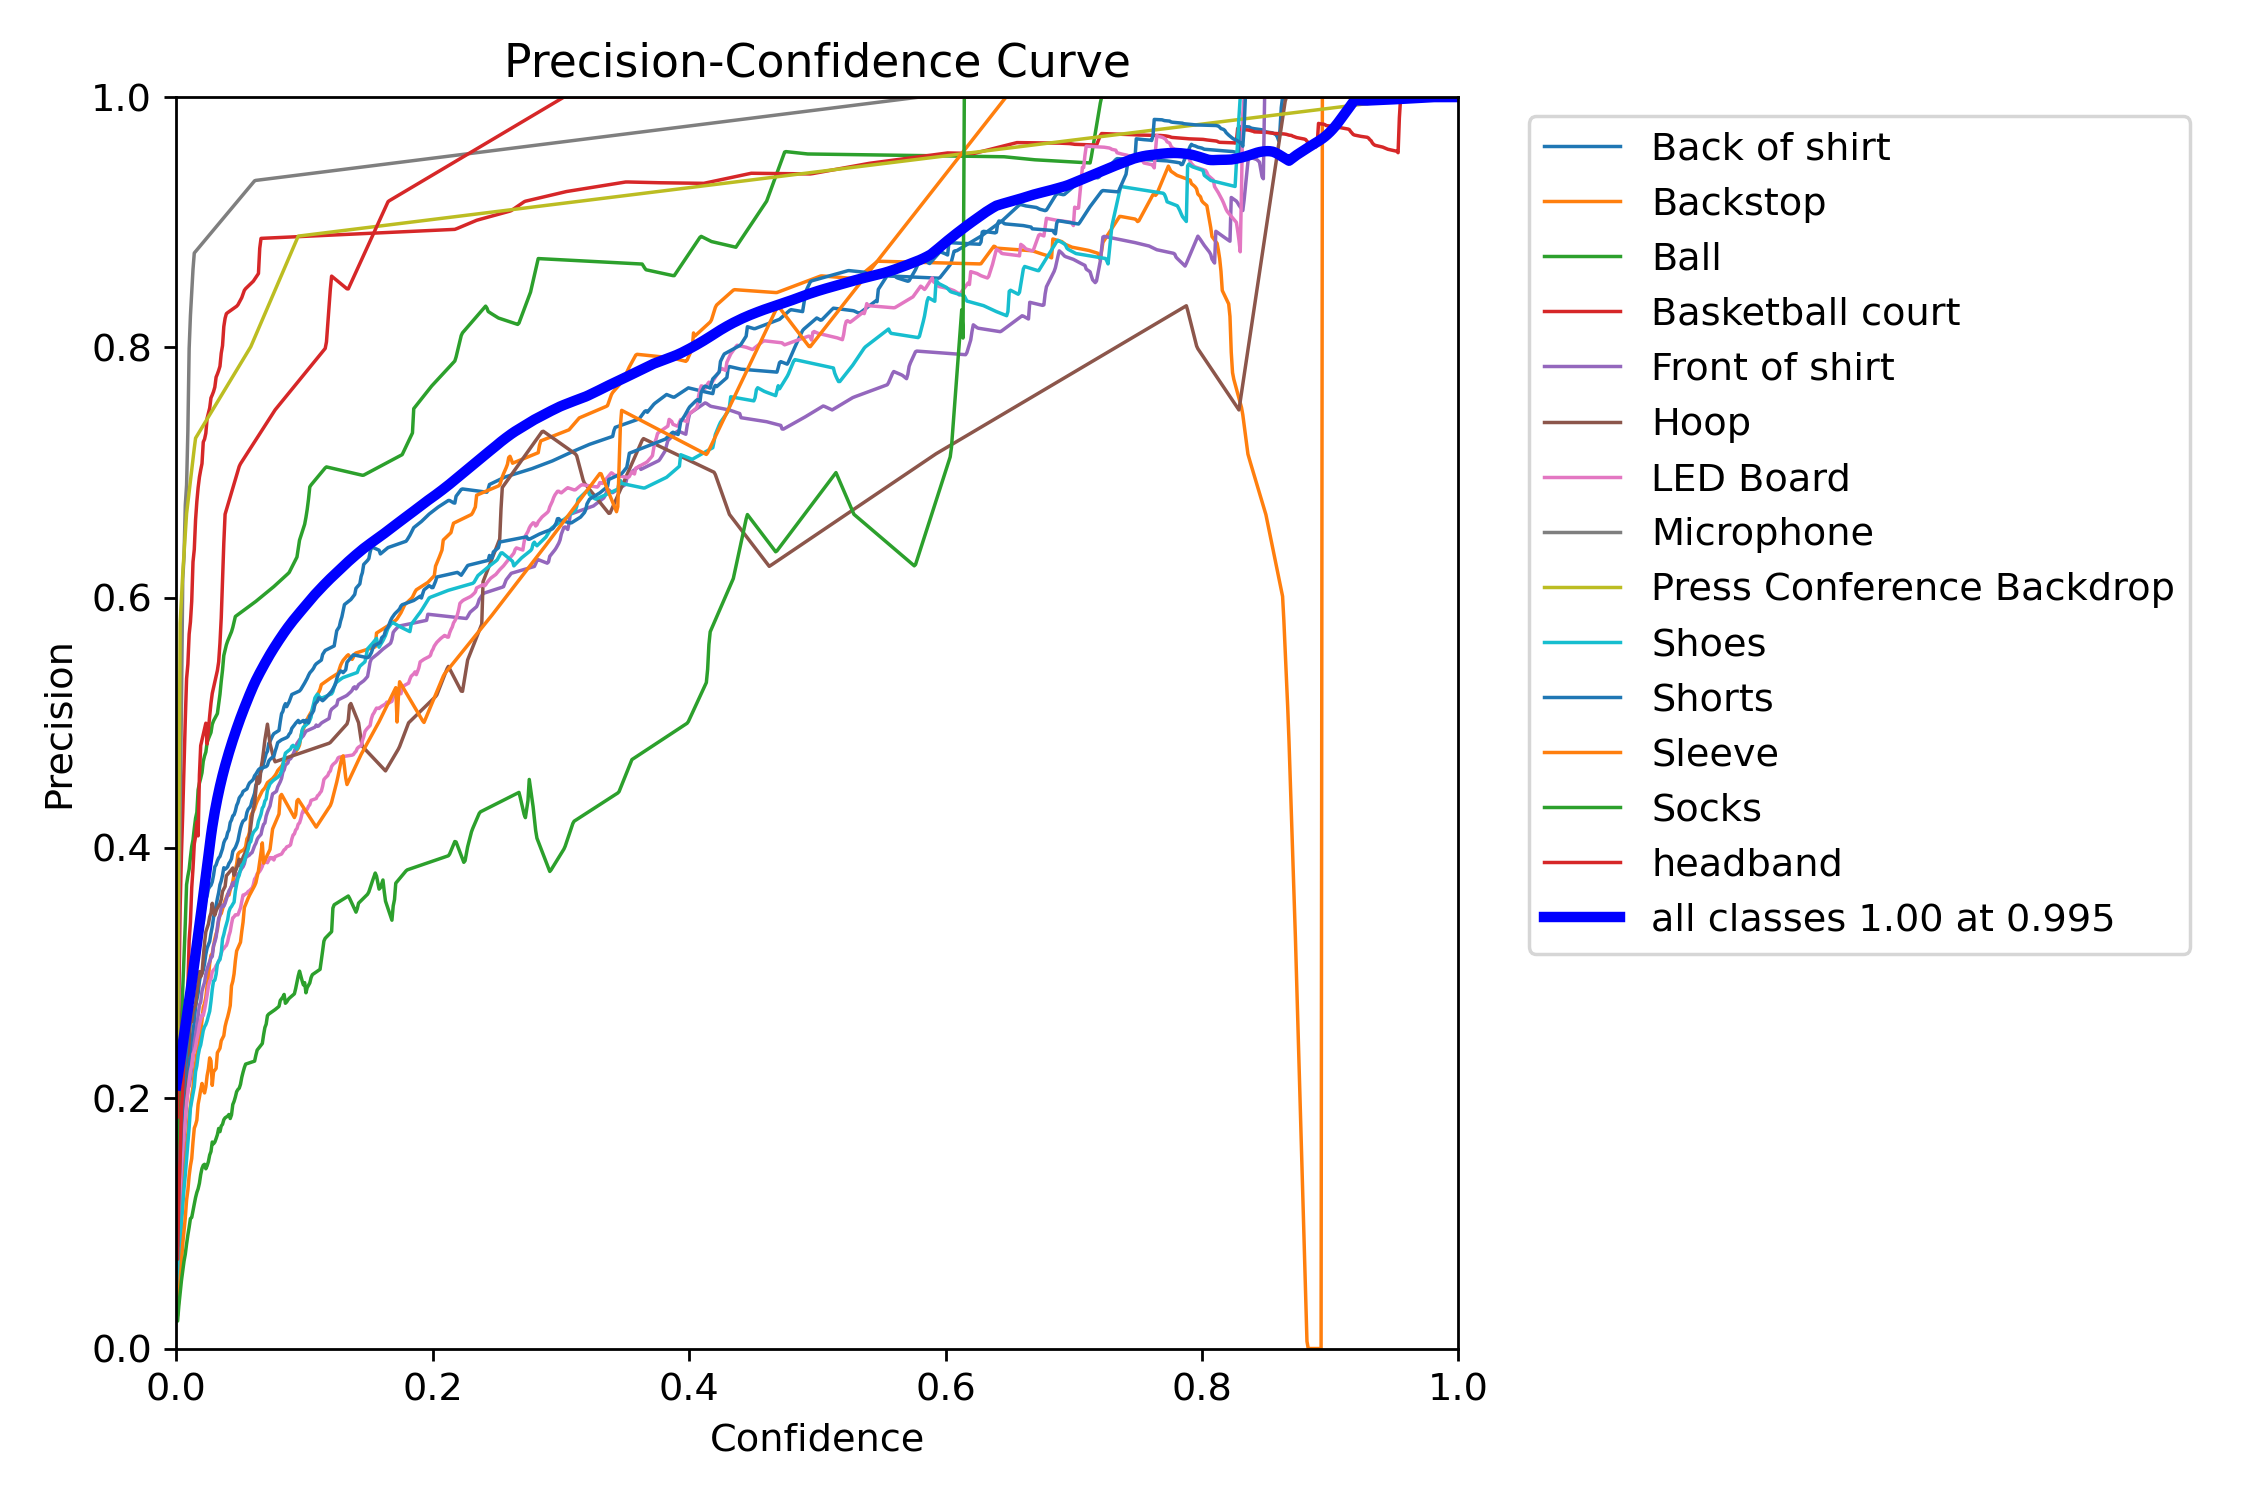 Precision-Confidence Curve
1.0
0.8
0.6
0.4
0.2
0.0
Precision
0.0 0.2 0.4 0.6 0.8 1.0
Confidence
Back of shirt
Backstop
Ball
Basketball court
Front of shirt
Hoop
LED Board
Microphone
Press Conference Backdrop
Shoes
Shorts
Sleeve
Socks
headband
all classes 1.00 at 0.995